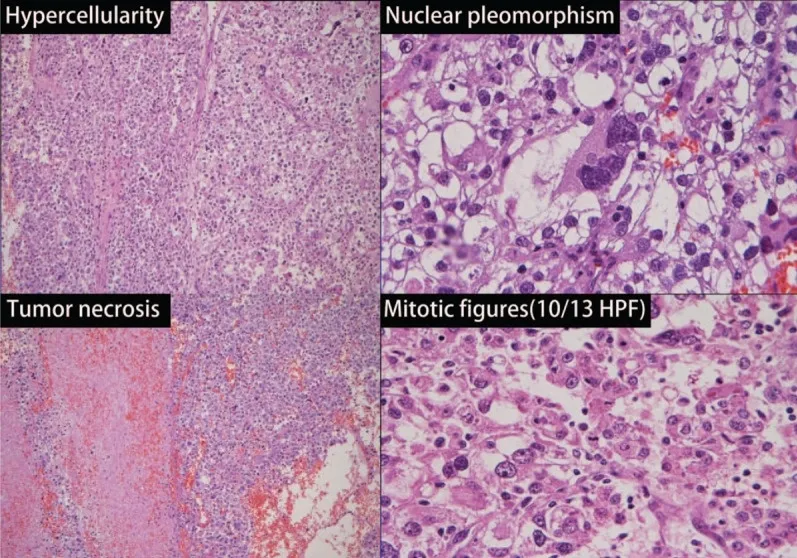 Hypercellularity
Nuclear pleomorphism
Tumor necrosis
Mitotic figures(10/13 HPF)